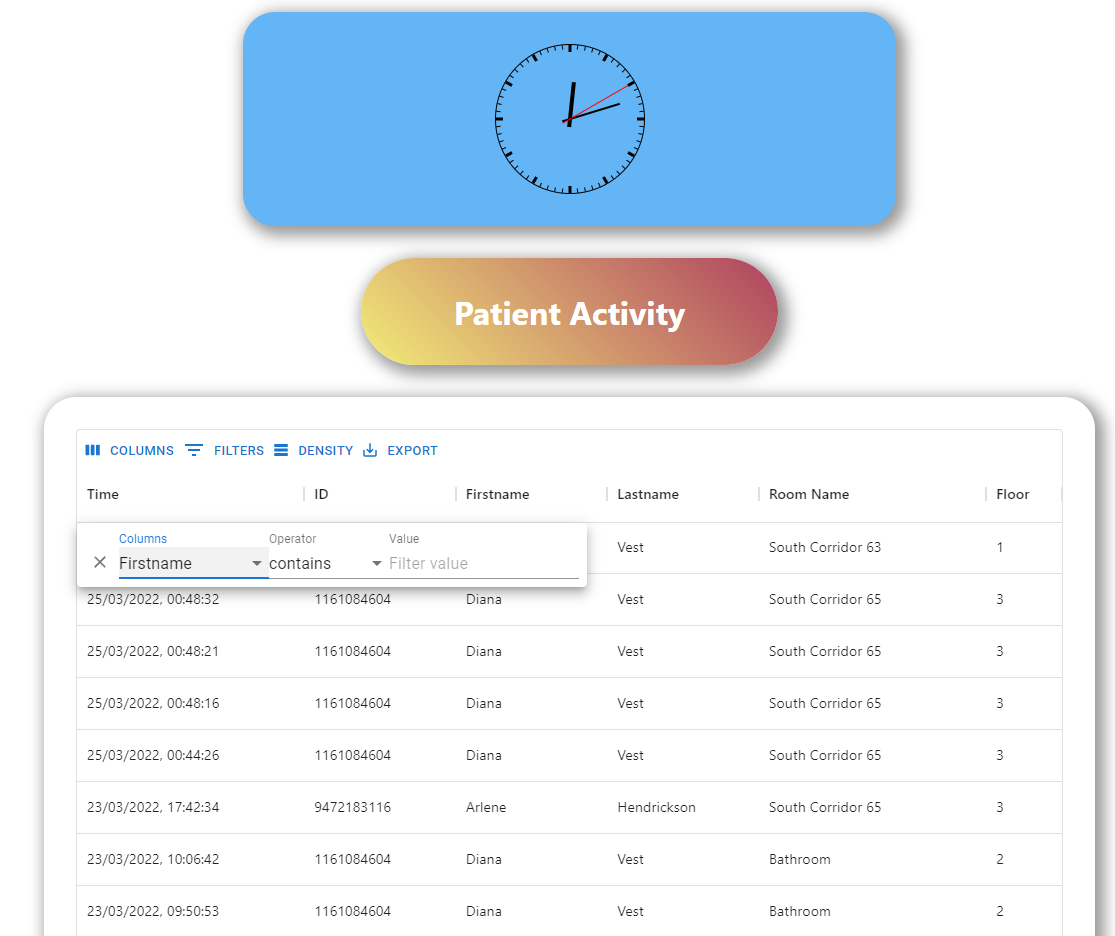 Patient Activity
COLUMNS FILTERS DENSITY EXPORT
Time ID Firstname Lastname Room Name Floor
Columns Operator Value
Firstname contains Filter value
Vest South Corridor 63 1
25/03/2022, 00:48:32 1161084604 Diana Vest South Corridor 65 3
25/03/2022, 00:48:21 1161084604 Diana Vest South Corridor 65 3
25/03/2022, 00:48:16 1161084604 Diana Vest South Corridor 65 3
25/03/2022, 00:44:26 1161084604 Diana Vest South Corridor 65 3
23/03/2022, 17:42:34 9472183116 Arlene Hendrickson South Corridor 65 3
23/03/2022, 10:06:42 1161084604 Diana Vest Bathroom 2
23/03/2022, 09:50:53 1161084604 Diana Vest Bathroom 2